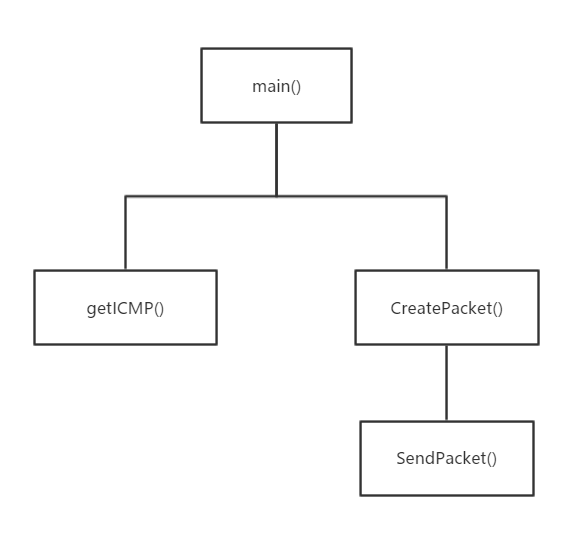 main()
getICMP()
CreatePacket()
SendPacket()